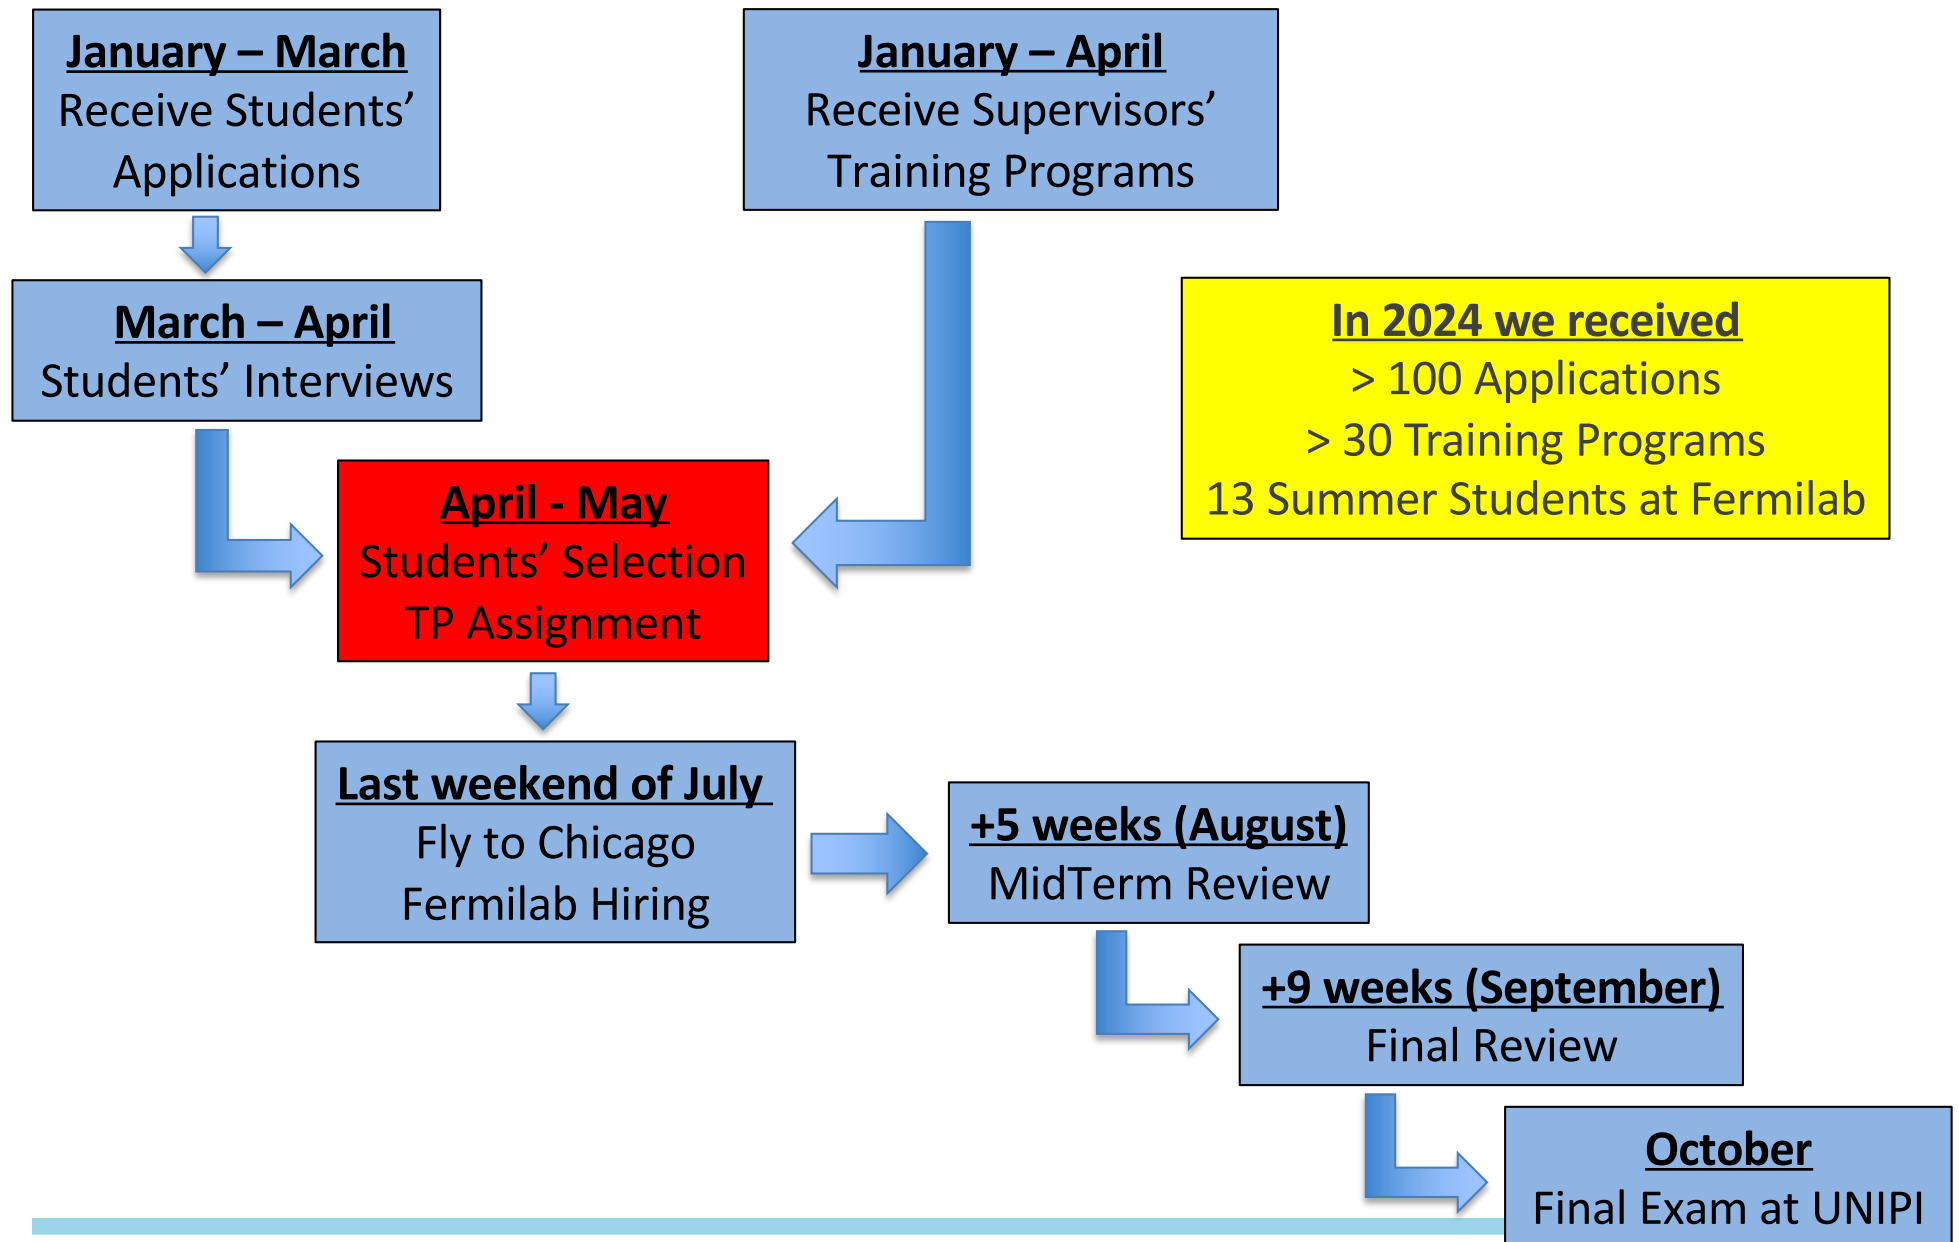 January – March
Receive Students’
Applications
January – April
Receive Supervisors’
Training Programs
March – April
Students’ Interviews
In 2024 we received
> 100 Applications
> 30 Training Programs
13 Summer Students at Fermilab
April - May
Students’ Selection
TP Assignment
Last weekend of July
Fly to Chicago
Fermilab Hiring
+5 weeks (August)
MidTerm Review
+9 weeks (September)
Final Review
October
Final Exam at UNIPI